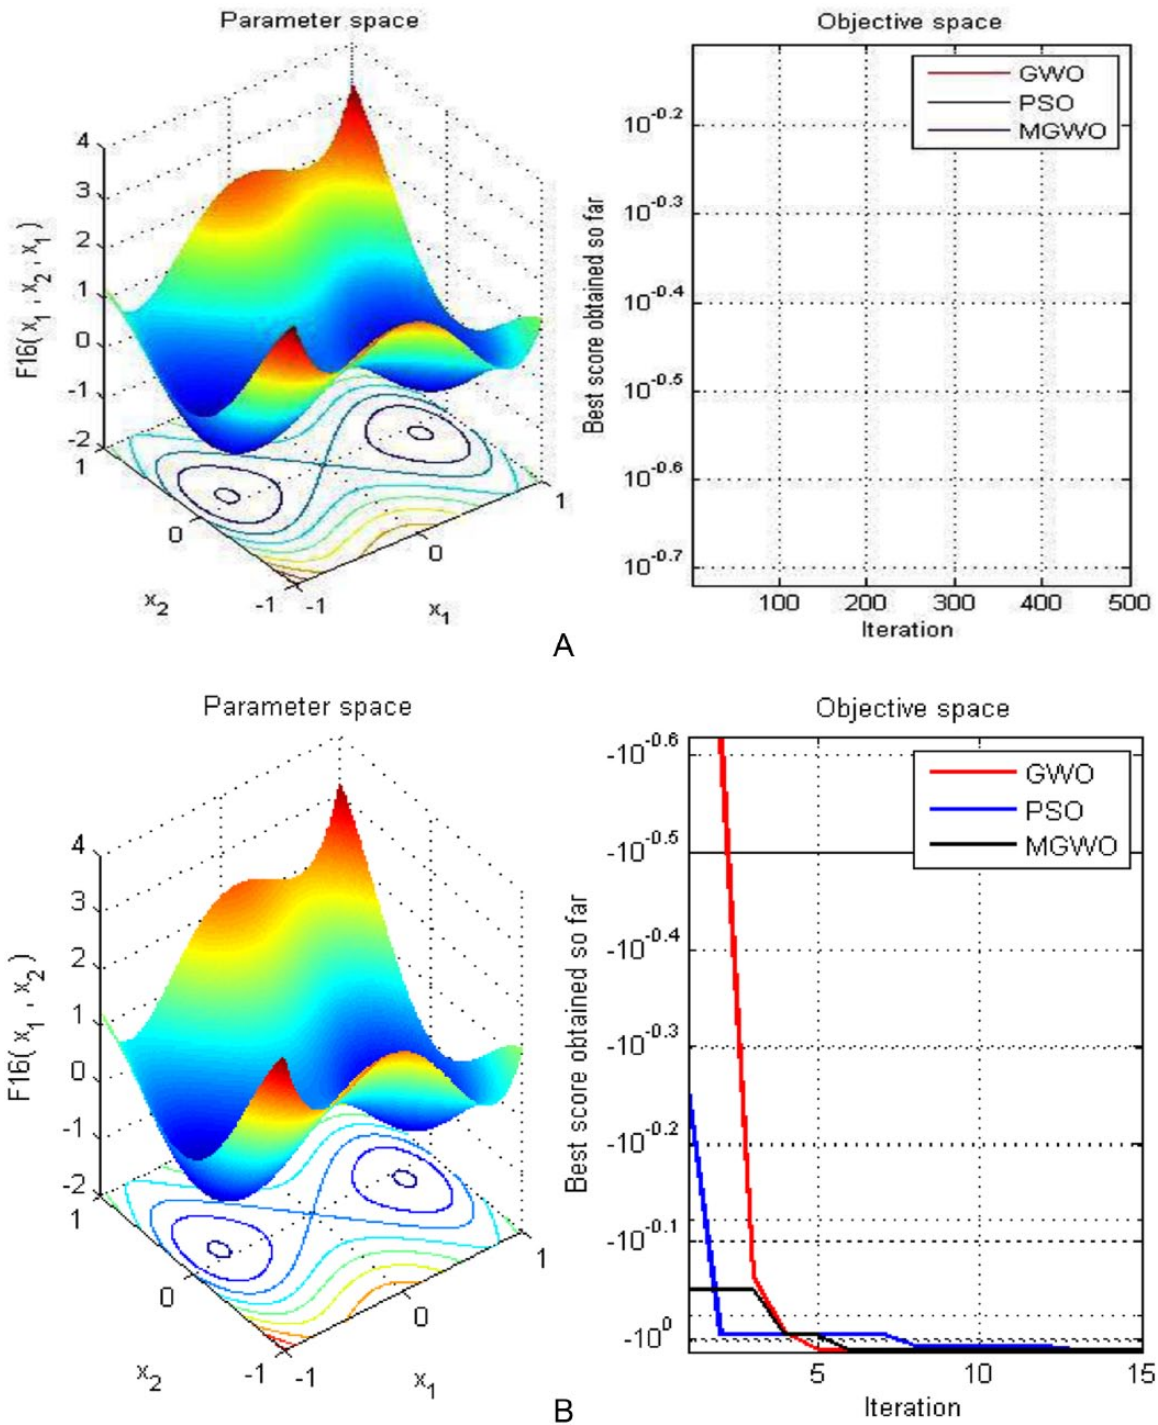 Parameter space
4
3
2
1
0
-1
-2
F16( x1 , x2 , x1 )
1
0
-1
x2
-1
0
1
x1
Objective space
GWO
PSO
MGWO
10^-0.2
10^-0.3
10^-0.4
10^-0.5
10^-0.6
10^-0.7
Best score obtained so far
100 200 300 400 500
Iteration
A
Parameter space
4
3
2
1
0
-1
-2
F16( x1 , x2 )
1
0
-1
x2
-1
0
1
x1
Objective space
GWO
PSO
MGWO
-10^-0.6
-10^-0.5
-10^-0.4
-10^-0.3
-10^-0.2
-10^-0.1
-10^0
Best score obtained so far
5 10 15
Iteration
B